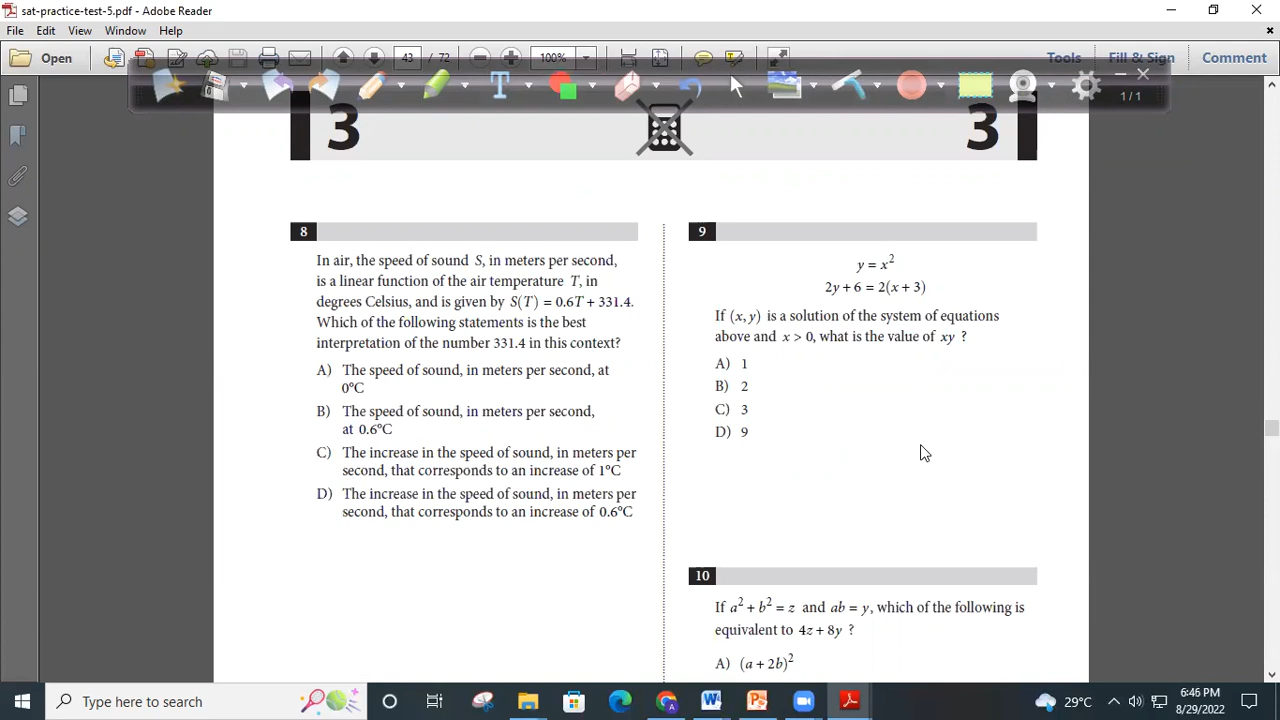 sat-practice-test-5.pdf - Adobe Reader
File Edit View Window Help
Open
43 / 72
100%
Tools Fill & Sign Comment
T
1/1
3
3
8
In air, the speed of sound S, in meters per second,
is a linear function of the air temperature T, in
degrees Celsius, and is given by S(T) = 0.6T + 331.4.
Which of the following statements is the best
interpretation of the number 331.4 in this context?
A) The speed of sound, in meters per second, at
0°C
B) The speed of sound, in meters per second,
at 0.6°C
C) The increase in the speed of sound, in meters per
second, that corresponds to an increase of 1°C
D) The increase in the speed of sound, in meters per
second, that corresponds to an increase of 0.6°C
9
y = x²
2y + 6 = 2(x + 3)
If (x, y) is a solution of the system of equations
above and x > 0, what is the value of xy ?
A) 1
B) 2
C) 3
D) 9
10
If a² + b² = z and ab = y, which of the following is
equivalent to 4z + 8y ?
A) (a + 2b)²
Type here to search
29°C
6:46 PM
8/29/2022